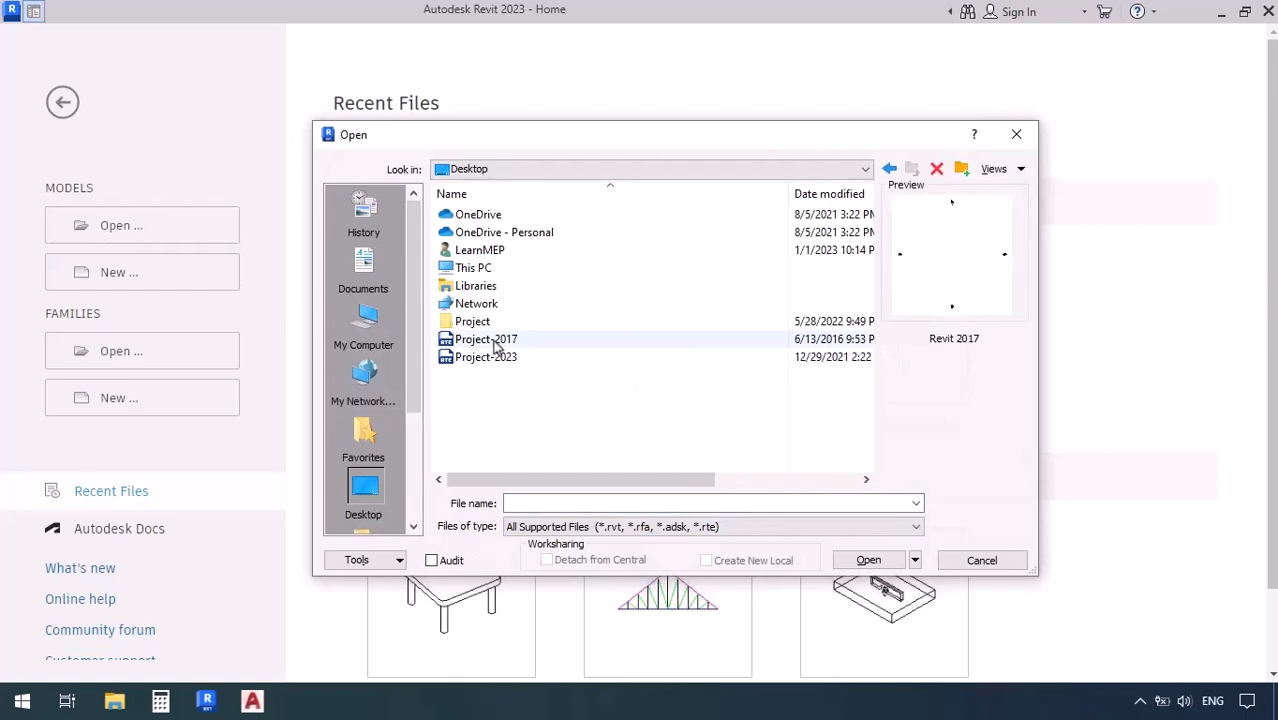 Autodesk Revit 2023 - Home
Sign In
Recent Files
MODELS
Open ...
New ...
FAMILIES
Open ...
New ...
Recent Files
Autodesk Docs
What's new
Online help
Community forum
Customer support
Open
Look in:
Desktop
Views
History
Documents
My Computer
My Network...
Favorites
Desktop
Name
Date modified
OneDrive
8/5/2021 3:22 PM
OneDrive - Personal
8/5/2021 3:22 PM
LearnMEP
1/1/2023 10:14 P
This PC
Libraries
Network
Project
5/28/2022 9:49 P
Project-2017
6/13/2016 9:53 P
Project-2023
12/29/2021 2:22
Preview
Revit 2017
File name:
Files of type:
All Supported Files (*.rvt, *.rfa, *.adsk, *.rte)
Worksharing
Tools
Audit
Detach from Central
Create New Local
Open
Cancel
ENG